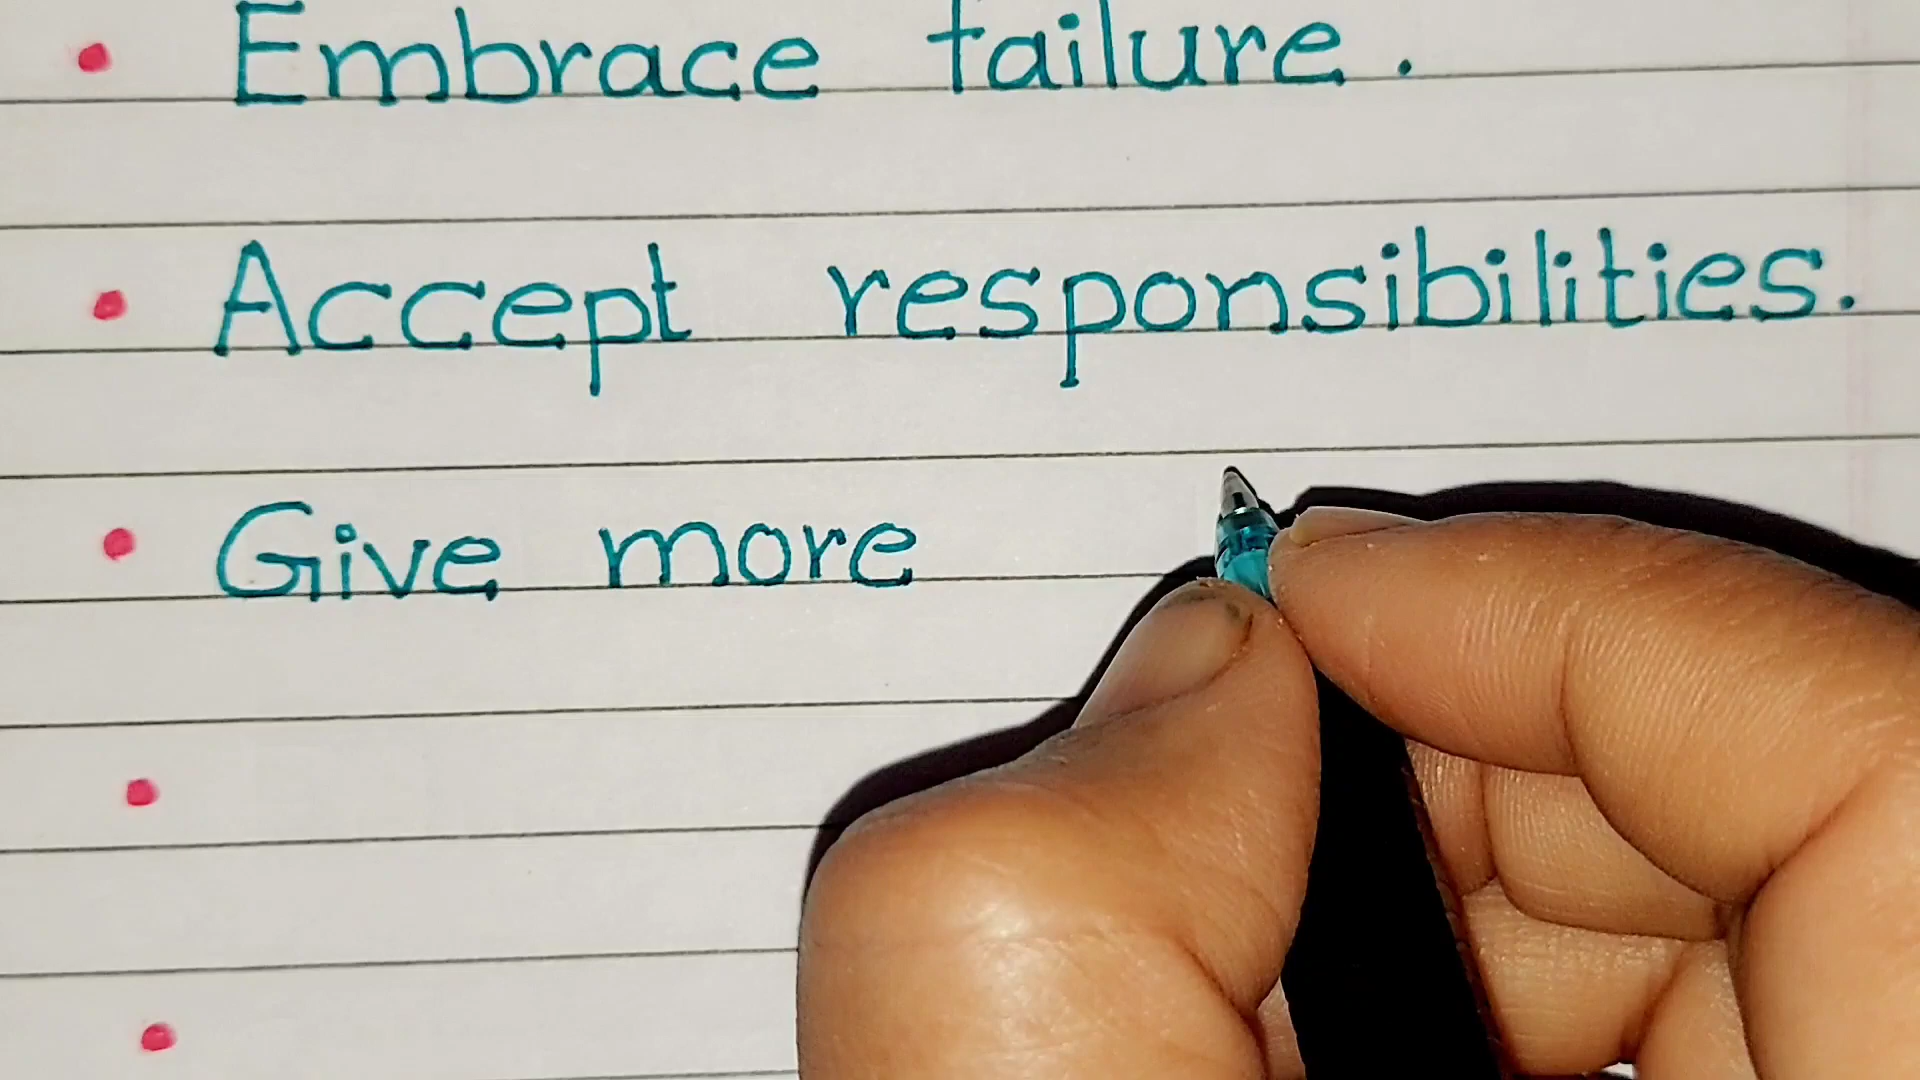 • Embrace failure.
• Accept responsibilities.
• Give more
•
•